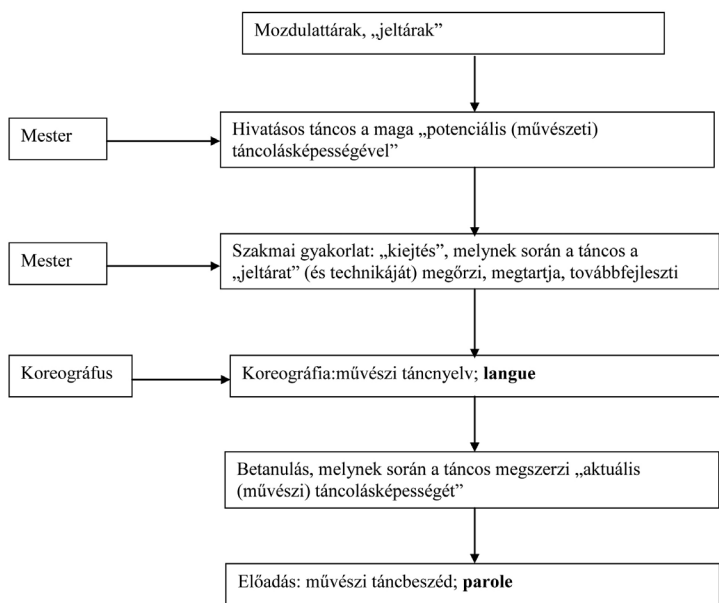 Mozdulattárak, „jeltárak”
Mester
Hivatásos táncos a maga „potenciális (művészeti)
táncolásképességével”
Mester
Szakmai gyakorlat: „kiejtés”, melynek során a táncos a
„jeltárat” (és technikáját) megőrzi, megtartja, továbbfejleszti
Koreográfus
Koreográfia:művészi táncnyelv; langue
Betanulás, melynek során a táncos megszerzi „aktuális
(művészi) táncolásképességét”
Előadás: művészi táncbeszéd; parole